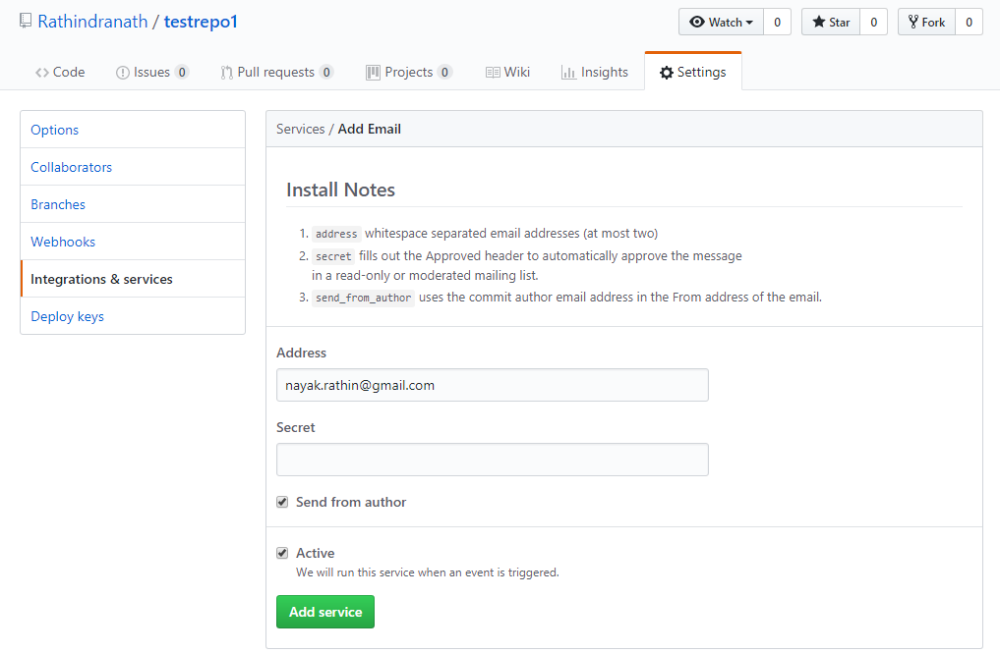 Rathindranath / testrepo1
Watch 0 Star 0 Fork 0
Code Issues 0 Pull requests 0 Projects 0 Wiki Insights Settings
Options
Collaborators
Branches
Webhooks
Integrations & services
Deploy keys
Services / Add Email
Install Notes
1. address whitespace separated email addresses (at most two)
2. secret fills out the Approved header to automatically approve the message
in a read-only or moderated mailing list.
3. send_from_author uses the commit author email address in the From address of the email.
Address
nayak.rathin@gmail.com
Secret
Send from author
Active
We will run this service when an event is triggered.
Add service